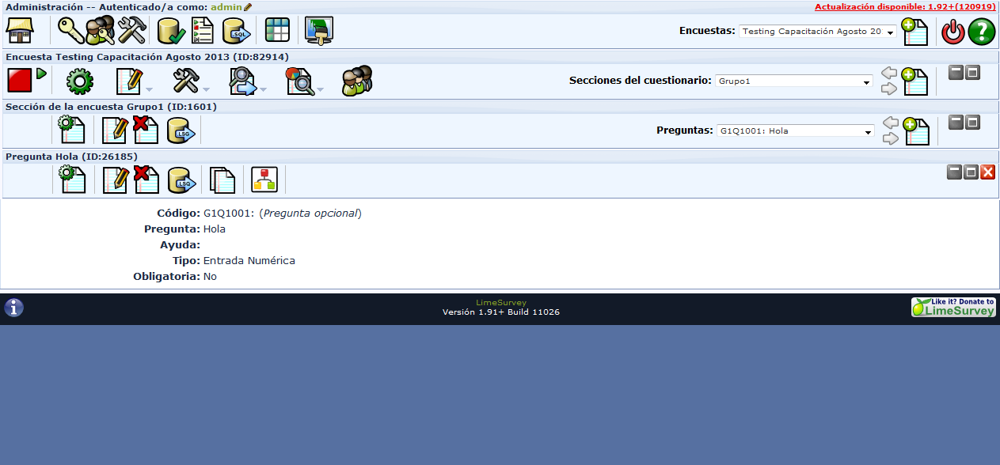 Administración -- Autenticado/a como: admin
Actualización disponible: 1.92+(120919)
.SQL
Encuestas: Testing Capacitación Agosto 20
Encuesta Testing Capacitación Agosto 2013 (ID:82914)
Secciones del cuestionario: Grupo1
Sección de la encuesta Grupo1 (ID:1601)
.LSG
Preguntas: G1Q1001: Hola
Pregunta Hola (ID:26185)
.LSQ
Código: G1Q1001: (Pregunta opcional)
Pregunta: Hola
Ayuda:
Tipo: Entrada Numérica
Obligatoria: No
LimeSurvey
Versión 1.91+ Build 11026
Like it? Donate to
LimeSurvey